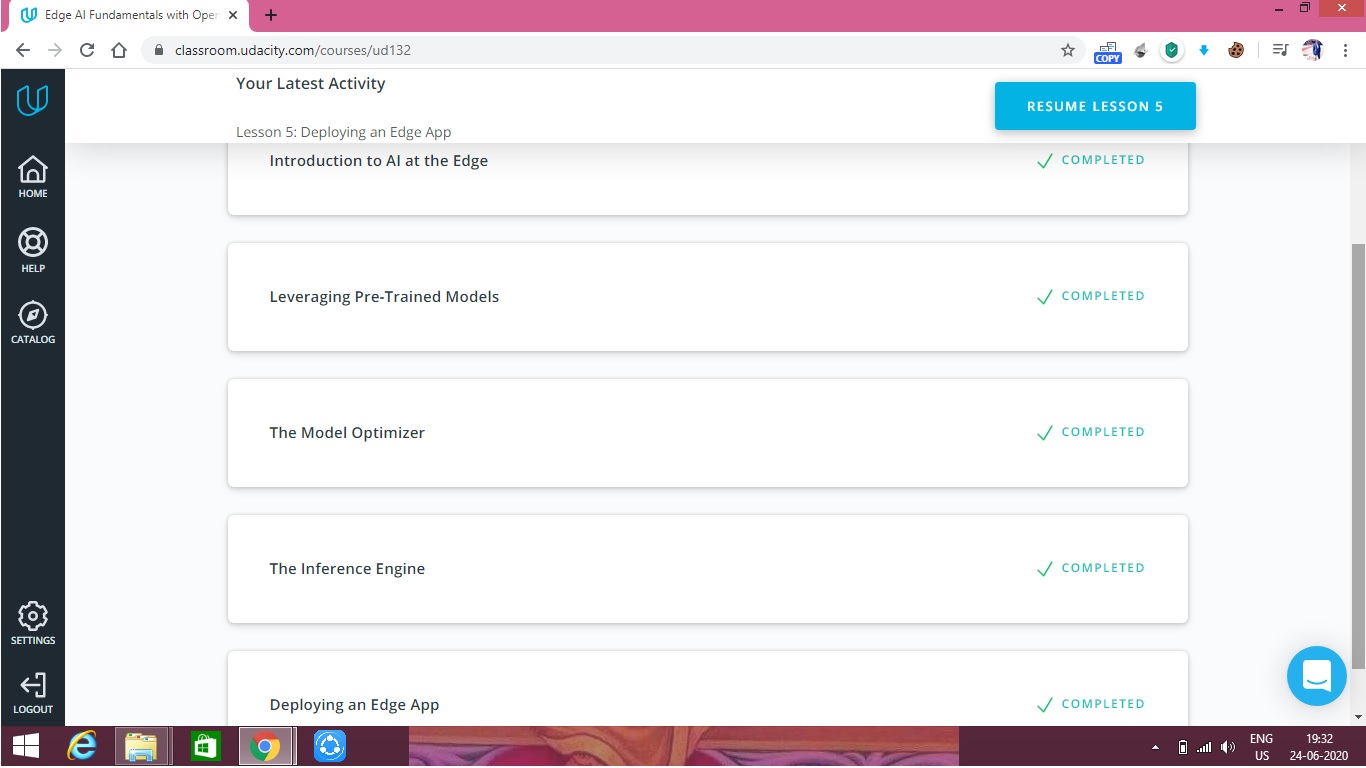 Edge AI Fundamentals with Open
classroom.udacity.com/courses/ud132
COPY
Your Latest Activity
RESUME LESSON 5
Lesson 5: Deploying an Edge App
HOME
HELP
CATALOG
SETTINGS
LOGOUT
Introduction to AI at the Edge
COMPLETED
Leveraging Pre-Trained Models
COMPLETED
The Model Optimizer
COMPLETED
The Inference Engine
COMPLETED
Deploying an Edge App
COMPLETED
ENG
US
19:32
24-06-2020